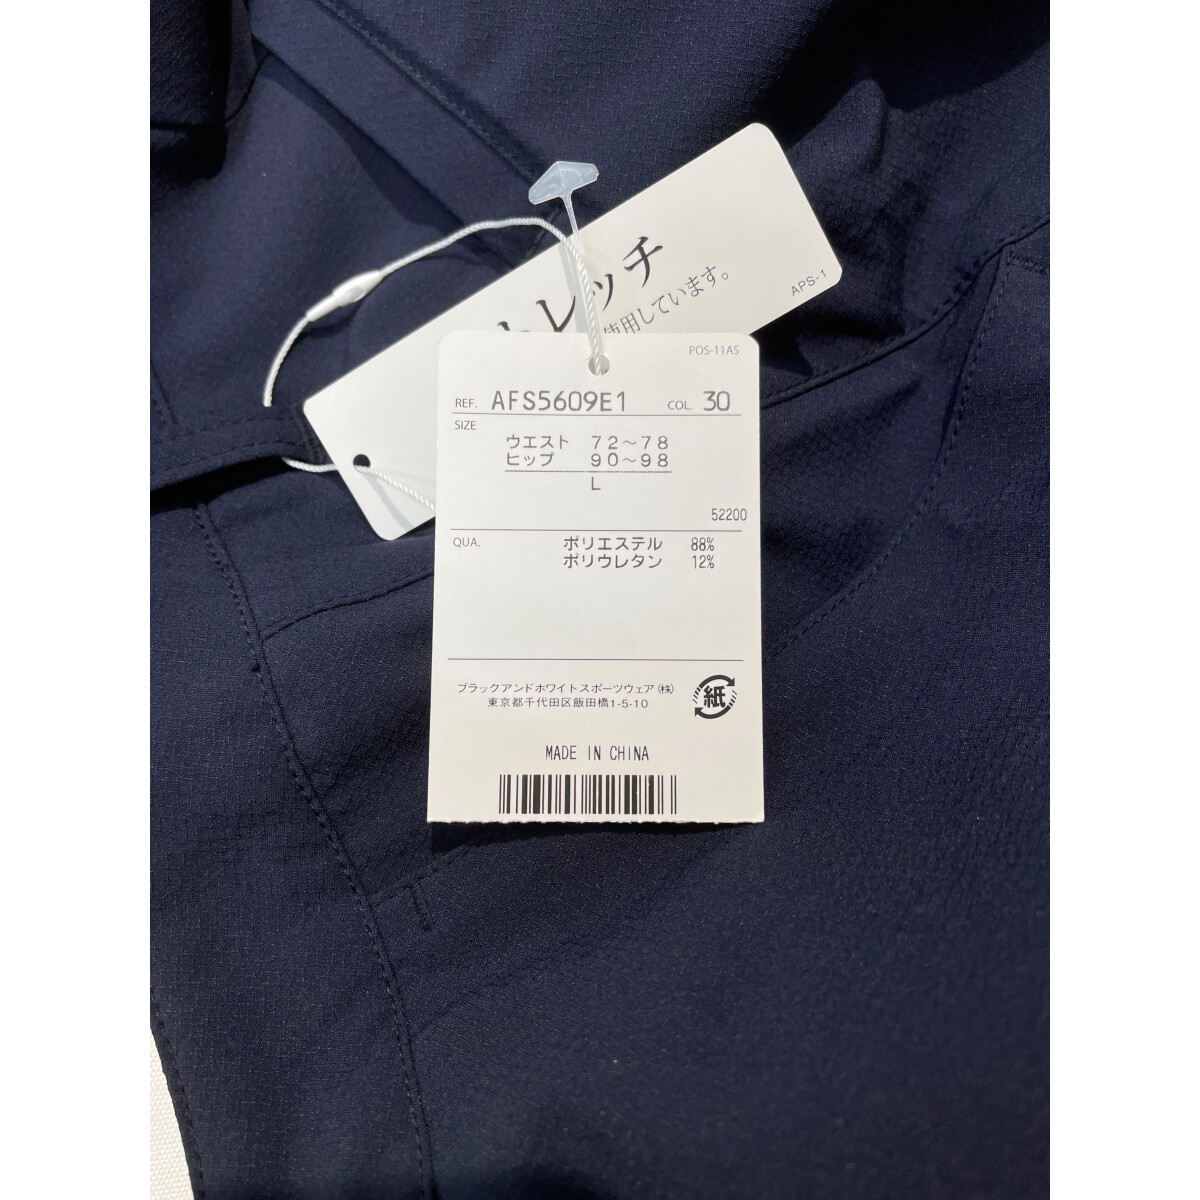 トレッチ
使用しています。
APS-1
POS-11AS
REF. AFS5609E1 COL. 30
SIZE
ウエスト 72~78
ヒップ 90~98
L
52200
QUA. ポリエステル 88%
ポリウレタン 12%
ブラックアンドホワイトスポーツウェア(株)
東京都千代田区飯田橋1-5-10
紙
MADE IN CHINA